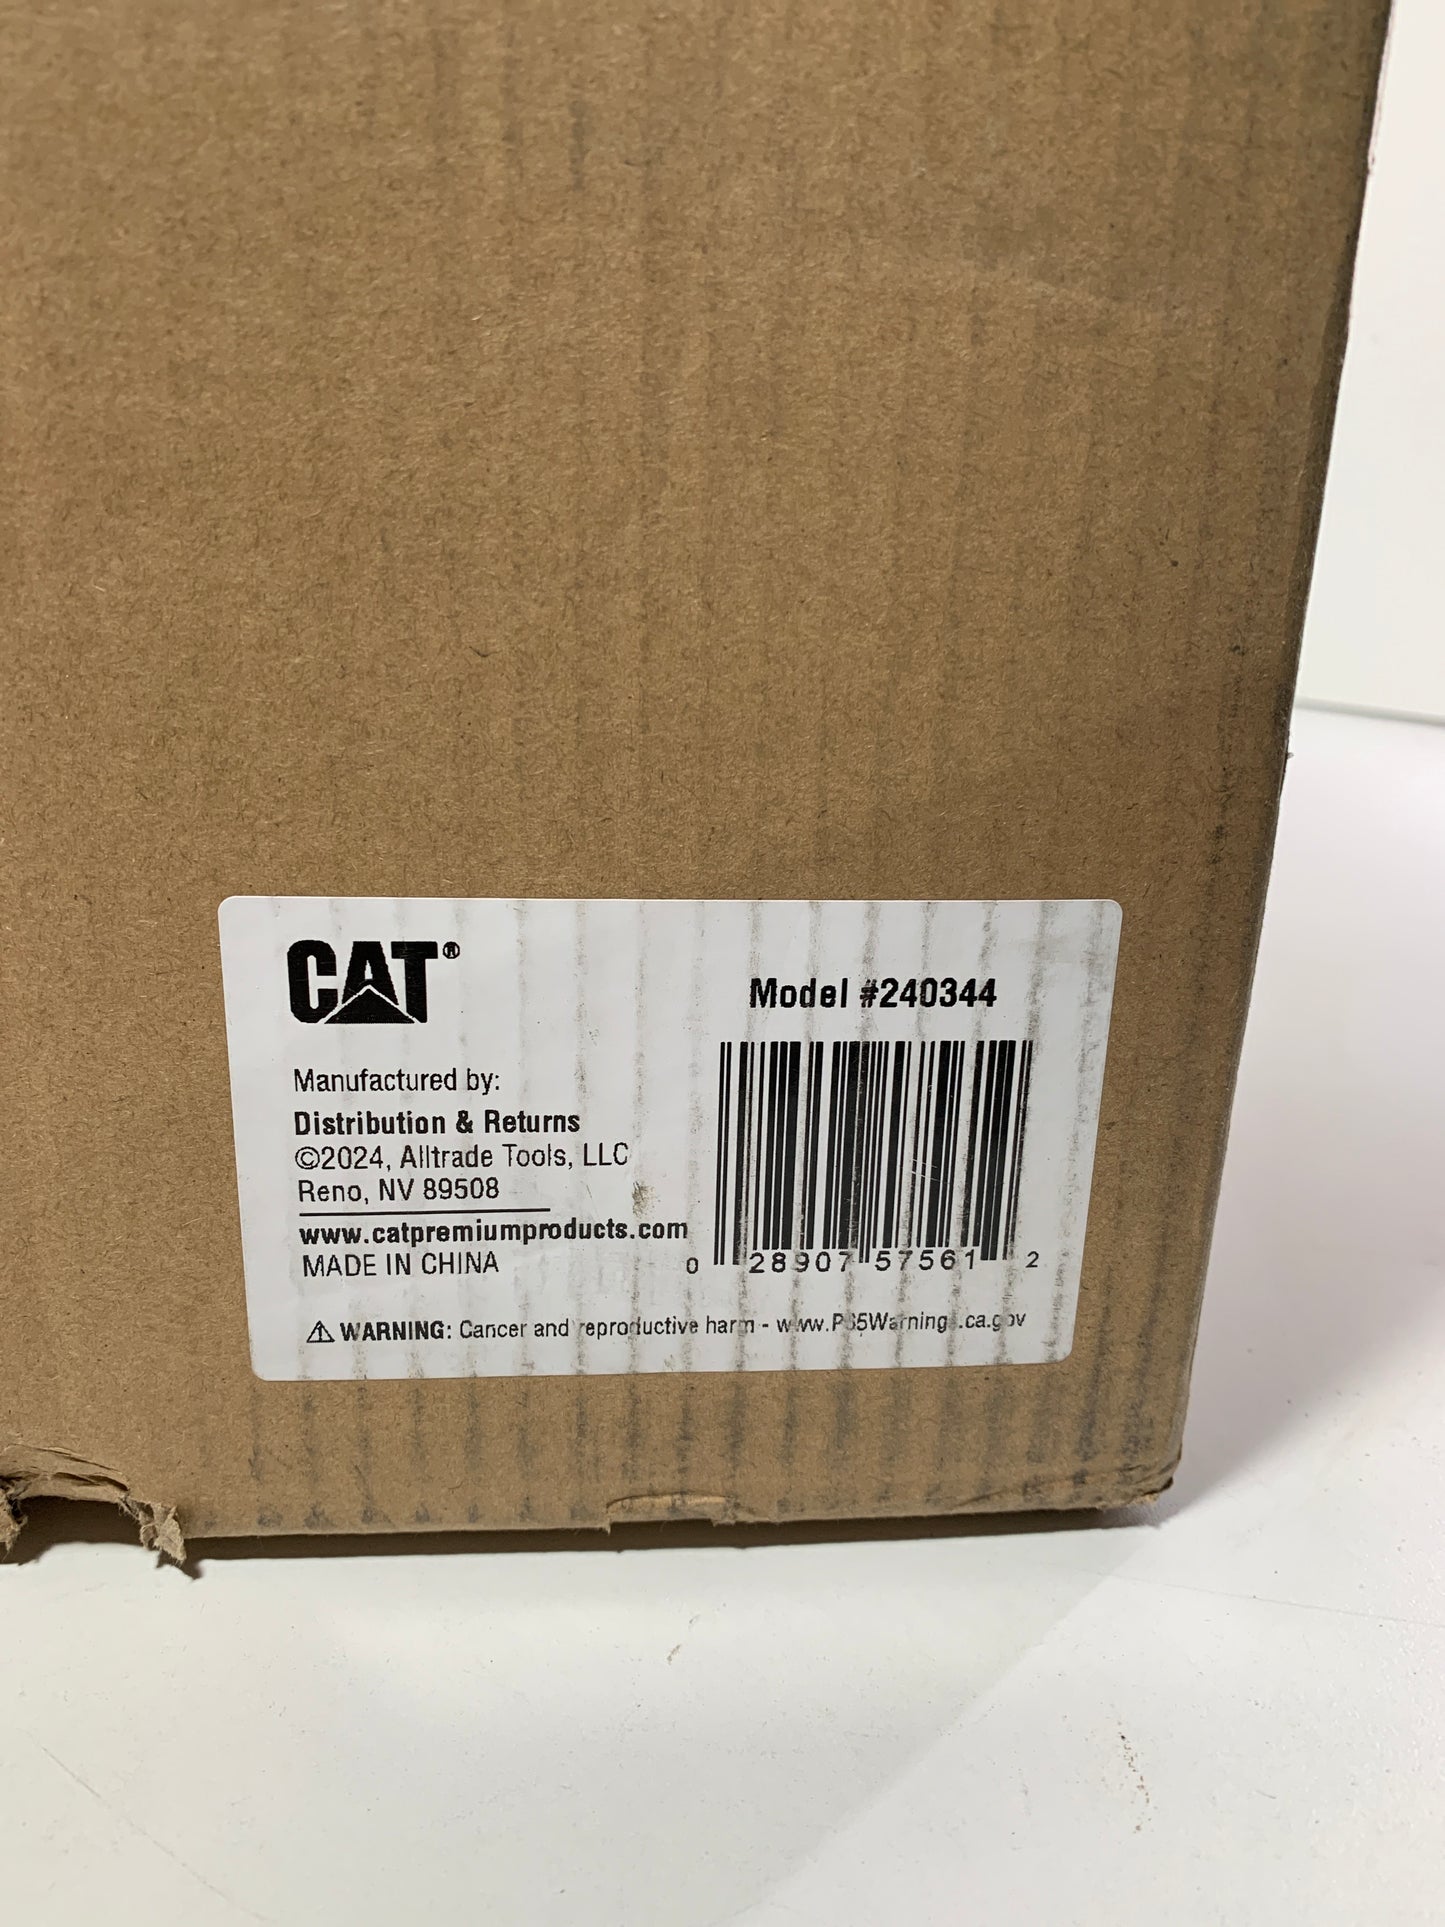 CAT®
Model #240344
Manufactured by:
Distribution & Returns
©2024, Alltrade Tools, LLC
Reno, NV 89508
www.catpremiumproducts.com
MADE IN CHINA
0 28907 57561 2
⚠ WARNING: Cancer and reproductive harm - www.P65Warnings.ca.gov